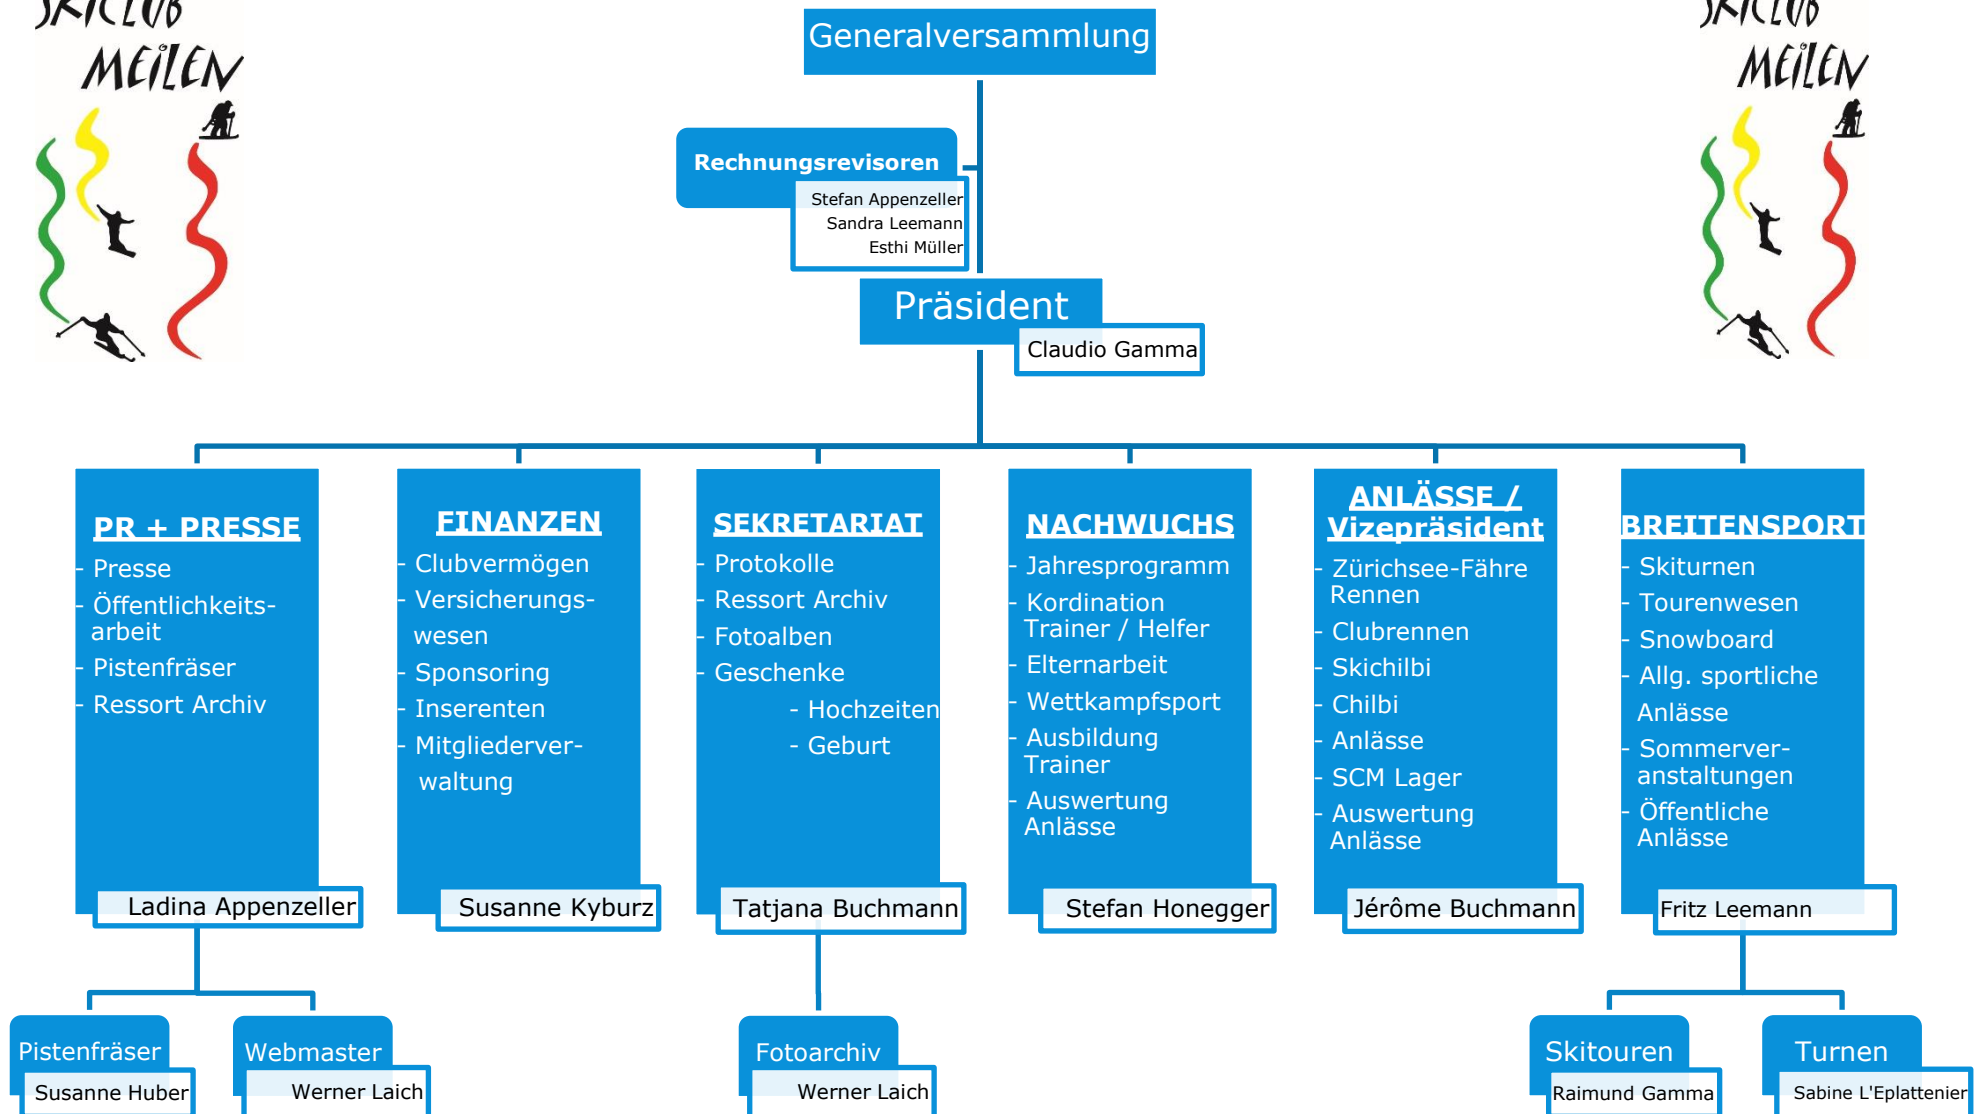 SKICLUB
MEILEN
SKICLUB
MEILEN
Generalversammlung
Rechnungsrevisoren
Stefan Appenzeller
Sandra Leemann
Esthi Müller
Präsident
Claudio Gamma
PR + PRESSE
- Presse
- Öffentlichkeits-
arbeit
- Pistenfräser
- Ressort Archiv
Ladina Appenzeller
FINANZEN
- Clubvermögen
- Versicherungs-
wesen
- Sponsoring
- Inserenten
- Mitgliederver-
waltung
Susanne Kyburz
SEKRETARIAT
- Protokolle
- Ressort Archiv
- Fotoalben
- Geschenke
- Hochzeiten
- Geburt
Tatjana Buchmann
NACHWUCHS
- Jahresprogramm
- Kordination
Trainer / Helfer
- Elternarbeit
- Wettkampfsport
- Ausbildung
Trainer
- Auswertung
Anlässe
Stefan Honegger
ANLÄSSE /
Vizepräsident
- Zürichsee-Fähre
Rennen
- Clubrennen
- Skichilbi
- Chilbi
- Anlässe
- SCM Lager
- Auswertung
Anlässe
Jérôme Buchmann
BREITENSPORT
- Skiturnen
- Tourenwesen
- Snowboard
- Allg. sportliche
Anlässe
- Sommerver-
anstaltungen
- Öffentliche
Anlässe
Fritz Leemann
Pistenfräser
Susanne Huber
Webmaster
Werner Laich
Fotoarchiv
Werner Laich
Skitouren
Raimund Gamma
Turnen
Sabine L'Eplattenier